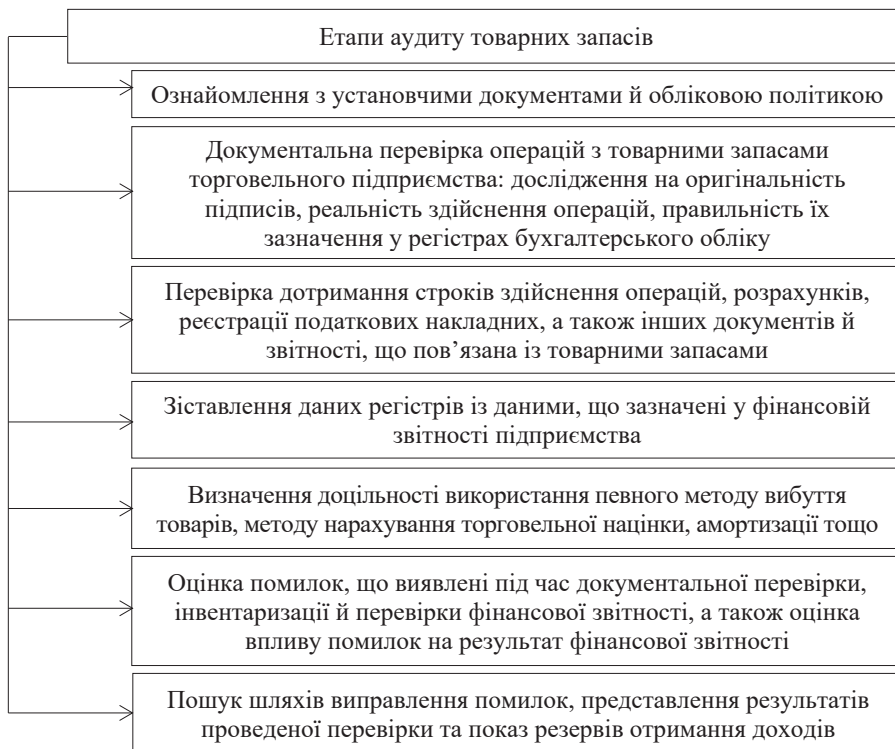 Етапи аудиту товарних запасів
Ознайомлення з установчими документами й обліковою політикою
Документальна перевірка операцій з товарними запасами
торговельного підприємства: дослідження на оригінальність
підписів, реальність здійснення операцій, правильність їх
зазначення у регістрах бухгалтерського обліку
Перевірка дотримання строків здійснення операцій, розрахунків,
реєстрації податкових накладних, а також інших документів й
звітності, що пов’язана із товарними запасами
Зіставлення даних регістрів із даними, що зазначені у фінансовій
звітності підприємства
Визначення доцільності використання певного методу вибуття
товарів, методу нарахування торговельної націнки, амортизації тощо
Оцінка помилок, що виявлені під час документальної перевірки,
інвентаризації й перевірки фінансової звітності, а також оцінка
впливу помилок на результат фінансової звітності
Пошук шляхів виправлення помилок, представлення результатів
проведеної перевірки та показ резервів отримання доходів